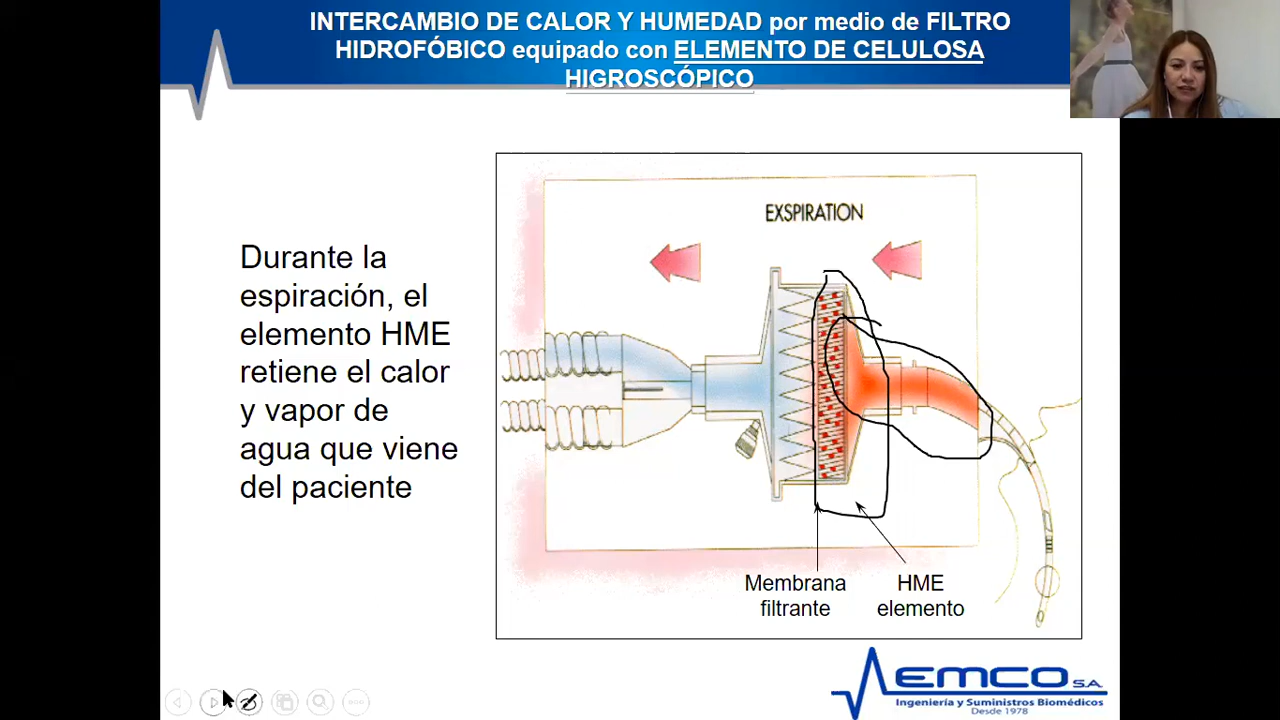 INTERCAMBIO DE CALOR Y HUMEDAD por medio de FILTRO
HIDROFÓBICO equipado con ELEMENTO DE CELULOSA
HIGROSCÓPICO
EXSPIRATION
Durante la
espiración, el
elemento HME
retiene el calor
y vapor de
agua que viene
del paciente
Membrana
filtrante
HME
elemento
EMCO S.A.
Ingeniería y Suministros Biomédicos
Desde 1978